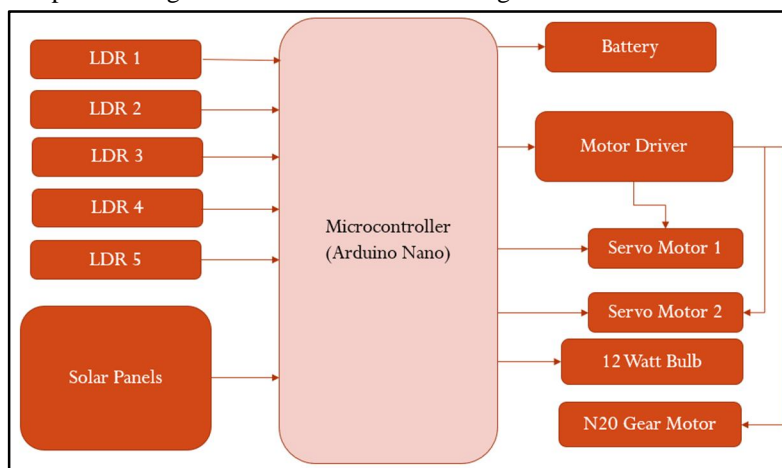 LDR 1
LDR 2
LDR 3
LDR 4
LDR 5
Solar Panels
Microcontroller
(Arduino Nano)
Battery
Motor Driver
Servo Motor 1
Servo Motor 2
12 Watt Bulb
N20 Gear Motor